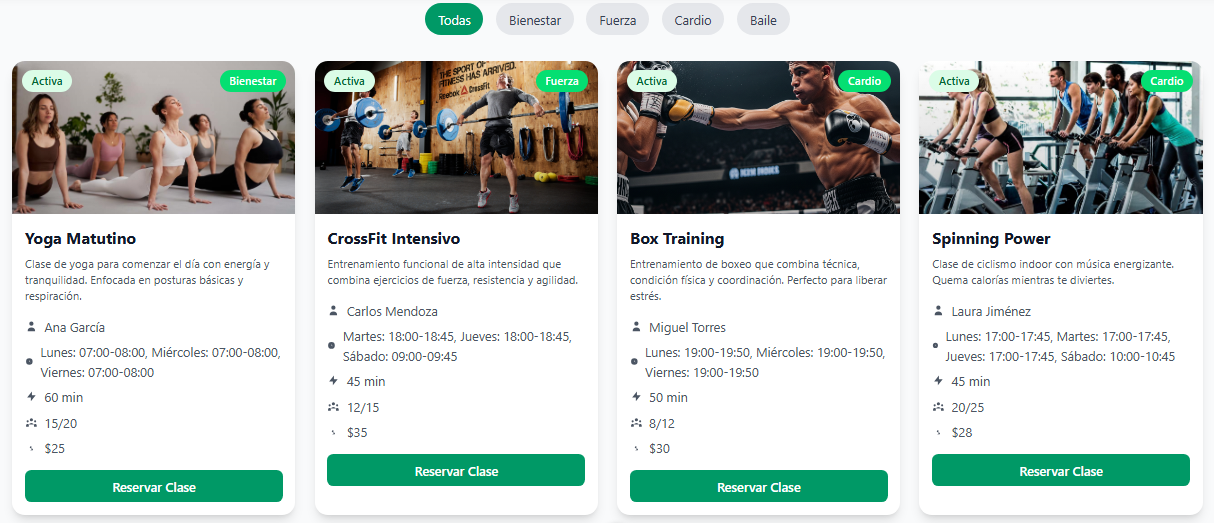 Todas Bienestar Fuerza Cardio Baile
Activa Bienestar
Yoga Matutino
Clase de yoga para comenzar el día con energía y
tranquilidad. Enfocada en posturas básicas y
respiración.
Ana García
Lunes: 07:00-08:00, Miércoles: 07:00-08:00,
Viernes: 07:00-08:00
60 min
15/20
$25
Reservar Clase
Activa Fuerza
THE SPORT OF
FITNESS HAS ARRIVED.
Reebok CrossFit
CrossFit Intensivo
Entrenamiento funcional de alta intensidad que
combina ejercicios de fuerza, resistencia y agilidad.
Carlos Mendoza
Martes: 18:00-18:45, Jueves: 18:00-18:45,
Sábado: 09:00-09:45
45 min
12/15
$35
Reservar Clase
Activa Cardio
Box Training
Entrenamiento de boxeo que combina técnica,
condición física y coordinación. Perfecto para liberar
estrés.
Miguel Torres
Lunes: 19:00-19:50, Miércoles: 19:00-19:50,
Viernes: 19:00-19:50
50 min
8/12
$30
Reservar Clase
Activa Cardio
Spinning Power
Clase de ciclismo indoor con música energizante.
Quema calorías mientras te diviertes.
Laura Jiménez
Lunes: 17:00-17:45, Martes: 17:00-17:45,
Jueves: 17:00-17:45, Sábado: 10:00-10:45
45 min
20/25
$28
Reservar Clase